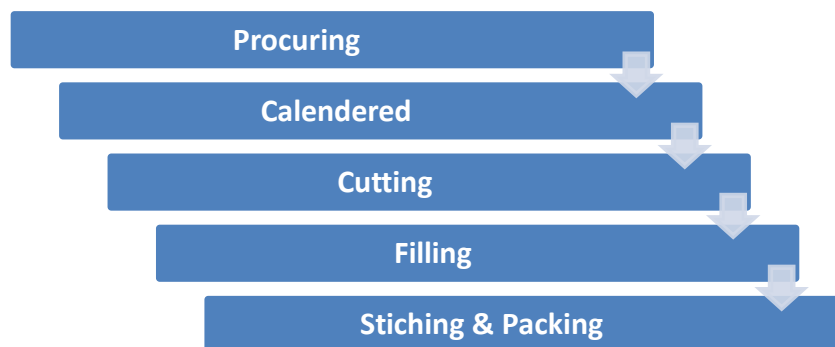 Procuring
Calendered
Cutting
Filling
Stiching & Packing